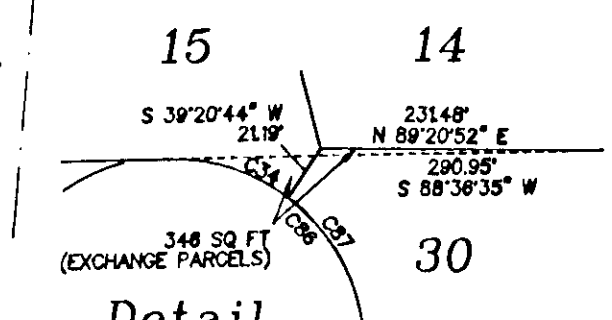 15
14
S 39°20'44" W
21.19'
231.48'
N 89°20'52" E
290.95'
S 88°36'35" W
C34
C86
C87
346 SQ FT
(EXCHANGE PARCELS)
30
Detail